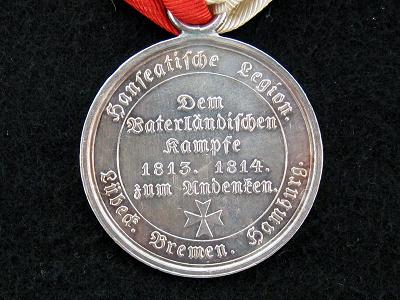 Hanseatische Legion.
Dem
Vaterländischen
Kampfe
1813. 1814.
zum Andenken.
Lübeck. Bremen. Hamburg.